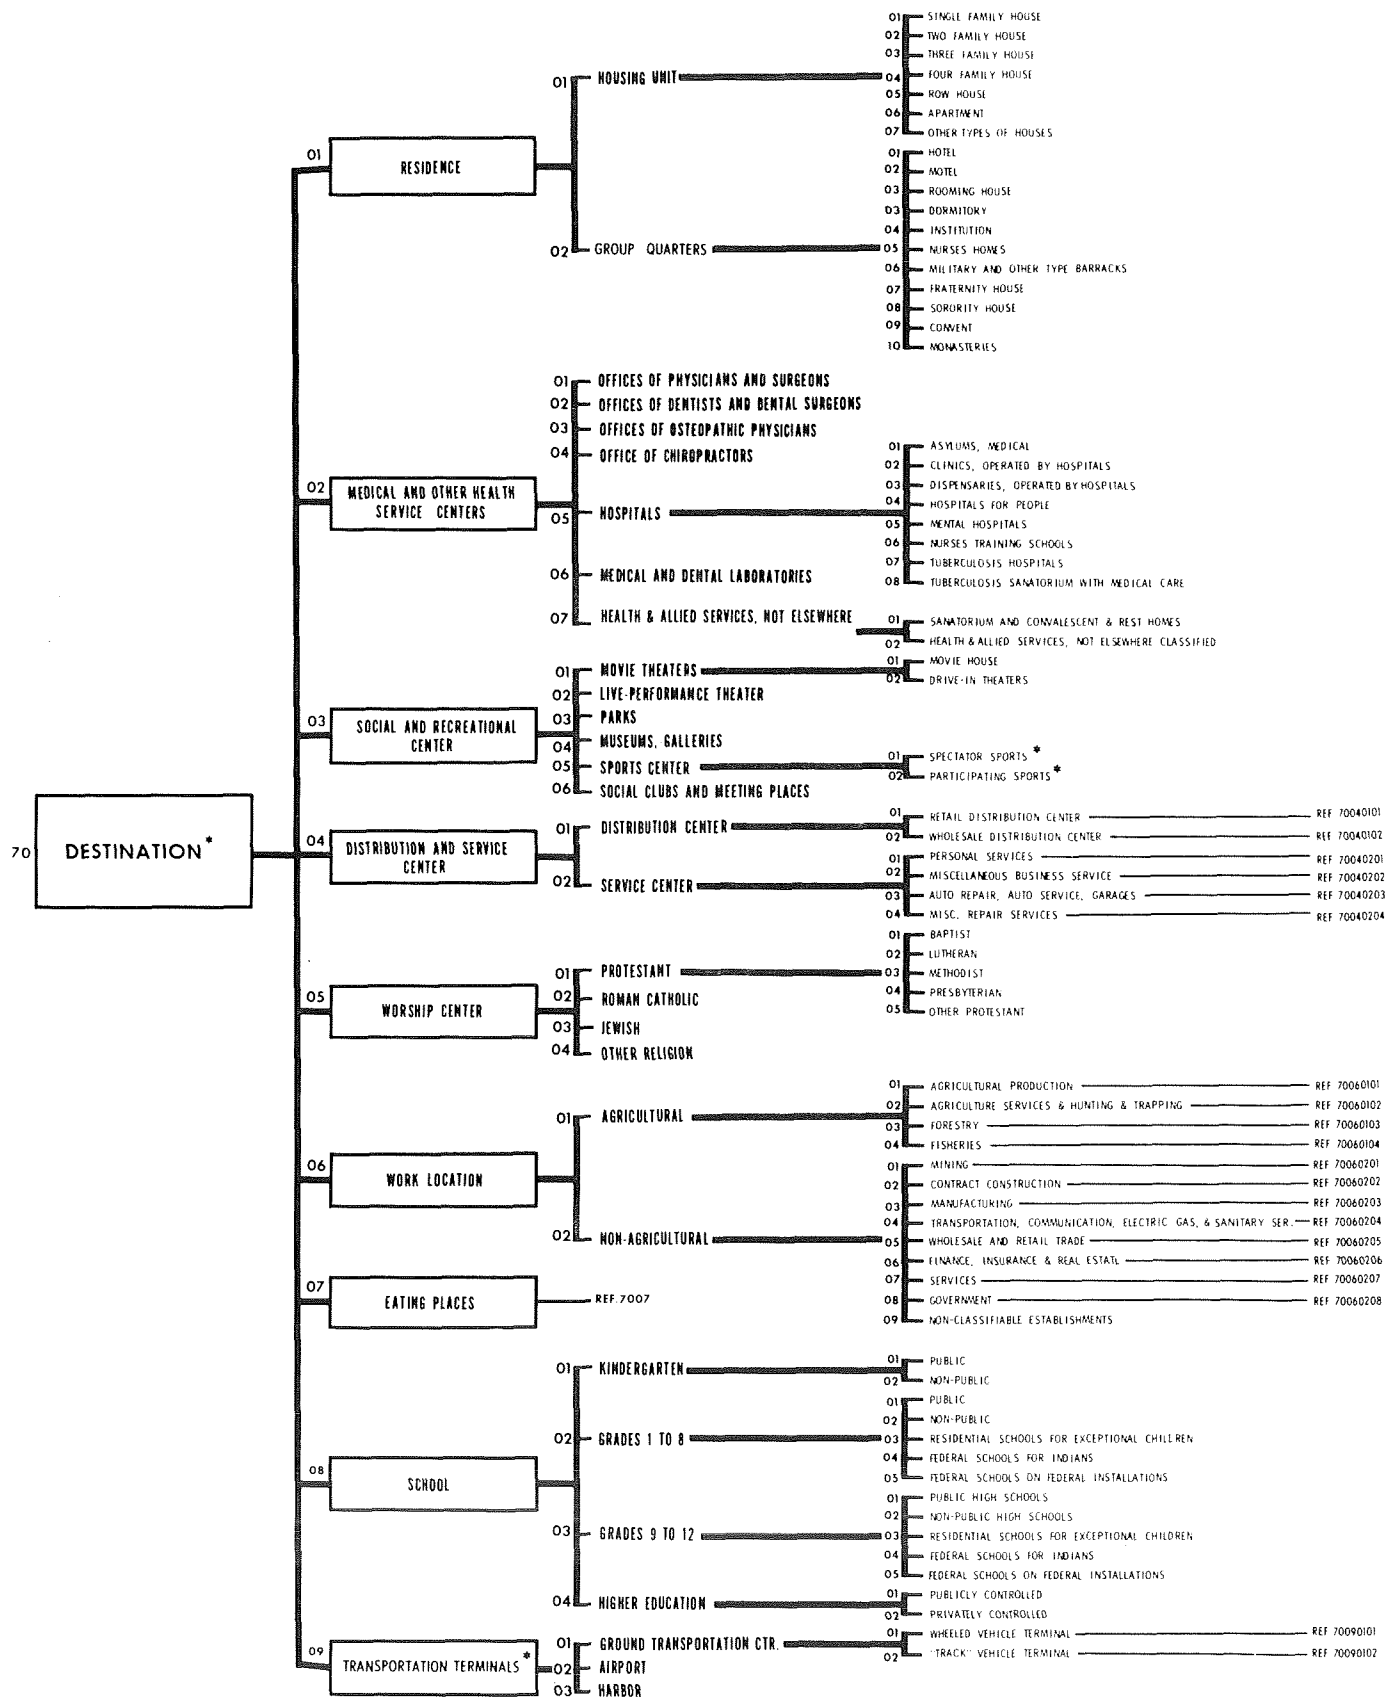 70 DESTINATION*
01 RESIDENCE
01 HOUSING UNIT
01 SINGLE FAMILY HOUSE
02 TWO FAMILY HOUSE
03 THREE FAMILY HOUSE
04 FOUR FAMILY HOUSE
05 ROW HOUSE
06 APARTMENT
07 OTHER TYPES OF HOUSES
02 GROUP QUARTERS
01 HOTEL
02 MOTEL
03 ROOMING HOUSE
03 DORMITORY
04 INSTITUTION
05 NURSES HOMES
06 MILITARY AND OTHER TYPE BARRACKS
07 FRATERNITY HOUSE
08 SORORITY HOUSE
09 CONVENT
10 MONASTERIES
02 MEDICAL AND OTHER HEALTH
SERVICE CENTERS
01 OFFICES OF PHYSICIANS AND SURGEONS
02 OFFICES OF DENTISTS AND DENTAL SURGEONS
03 OFFICES OF OSTEOPATHIC PHYSICIANS
04 OFFICE OF CHIROPRACTORS
05 HOSPITALS
01 ASYLUMS, MEDICAL
02 CLINICS, OPERATED BY HOSPITALS
03 DISPENSARIES, OPERATED BY HOSPITALS
04 HOSPITALS FOR PEOPLE
05 MENTAL HOSPITALS
06 NURSES TRAINING SCHOOLS
07 TUBERCULOSIS HOSPITALS
08 TUBERCULOSIS SANATORIUM WITH MEDICAL CARE
06 MEDICAL AND DENTAL LABORATORIES
07 HEALTH & ALLIED SERVICES, NOT ELSEWHERE
01 SANATORIUM AND CONVALESCENT & REST HOMES
02 HEALTH & ALLIED SERVICES, NOT ELSEWHERE CLASSIFIED
03 SOCIAL AND RECREATIONAL
CENTER
01 MOVIE THEATERS
01 MOVIE HOUSE
02 DRIVE-IN THEATERS
02 LIVE-PERFORMANCE THEATER
03 PARKS
04 MUSEUMS, GALLERIES
05 SPORTS CENTER
01 SPECTATOR SPORTS *
02 PARTICIPATING SPORTS *
06 SOCIAL CLUBS AND MEETING PLACES
04 DISTRIBUTION AND SERVICE
CENTER
01 DISTRIBUTION CENTER
01 RETAIL DISTRIBUTION CENTER REF 70040101
02 WHOLESALE DISTRIBUTION CENTER REF 70040102
02 SERVICE CENTER
01 PERSONAL SERVICES REF 70040201
02 MISCELLANEOUS BUSINESS SERVICE REF 70040202
03 AUTO REPAIR, AUTO SERVICE, GARAGES REF 70040203
04 MISC. REPAIR SERVICES REF 70040204
05 WORSHIP CENTER
01 PROTESTANT
01 BAPTIST
02 LUTHERAN
03 METHODIST
04 PRESBYTERIAN
05 OTHER PROTESTANT
02 ROMAN CATHOLIC
03 JEWISH
04 OTHER RELIGION
06 WORK LOCATION
01 AGRICULTURAL
01 AGRICULTURAL PRODUCTION REF 70060101
02 AGRICULTURE SERVICES & HUNTING & TRAPPING REF 70060102
03 FORESTRY REF 70060103
04 FISHERIES REF 70060104
02 NON-AGRICULTURAL
01 MINING REF 70060201
02 CONTRACT CONSTRUCTION REF 70060202
03 MANUFACTURING REF 70060203
04 TRANSPORTATION, COMMUNICATION, ELECTRIC GAS, & SANITARY SER. REF 70060204
05 WHOLESALE AND RETAIL TRADE REF 70060205
06 FINANCE, INSURANCE & REAL ESTATE REF 70060206
07 SERVICES REF 70060207
08 GOVERNMENT REF 70060208
09 NON-CLASSIFIABLE ESTABLISHMENTS
07 EATING PLACES REF.7007
08 SCHOOL
01 KINDERGARTEN
01 PUBLIC
02 NON-PUBLIC
02 GRADES 1 TO 8
01 PUBLIC
02 NON-PUBLIC
03 RESIDENTIAL SCHOOLS FOR EXCEPTIONAL CHILDREN
04 FEDERAL SCHOOLS FOR INDIANS
05 FEDERAL SCHOOLS ON FEDERAL INSTALLATIONS
03 GRADES 9 TO 12
01 PUBLIC HIGH SCHOOLS
02 NON-PUBLIC HIGH SCHOOLS
03 RESIDENTIAL SCHOOLS FOR EXCEPTIONAL CHILDREN
04 FEDERAL SCHOOLS FOR INDIANS
05 FEDERAL SCHOOLS ON FEDERAL INSTALLATIONS
04 HIGHER EDUCATION
01 PUBLICLY CONTROLLED
02 PRIVATELY CONTROLLED
09 TRANSPORTATION TERMINALS *
01 GROUND TRANSPORTATION CTR.
01 WHEELED VEHICLE TERMINAL REF 70090101
02 "TRACK" VEHICLE TERMINAL REF 70090102
02 AIRPORT
03 HARBOR